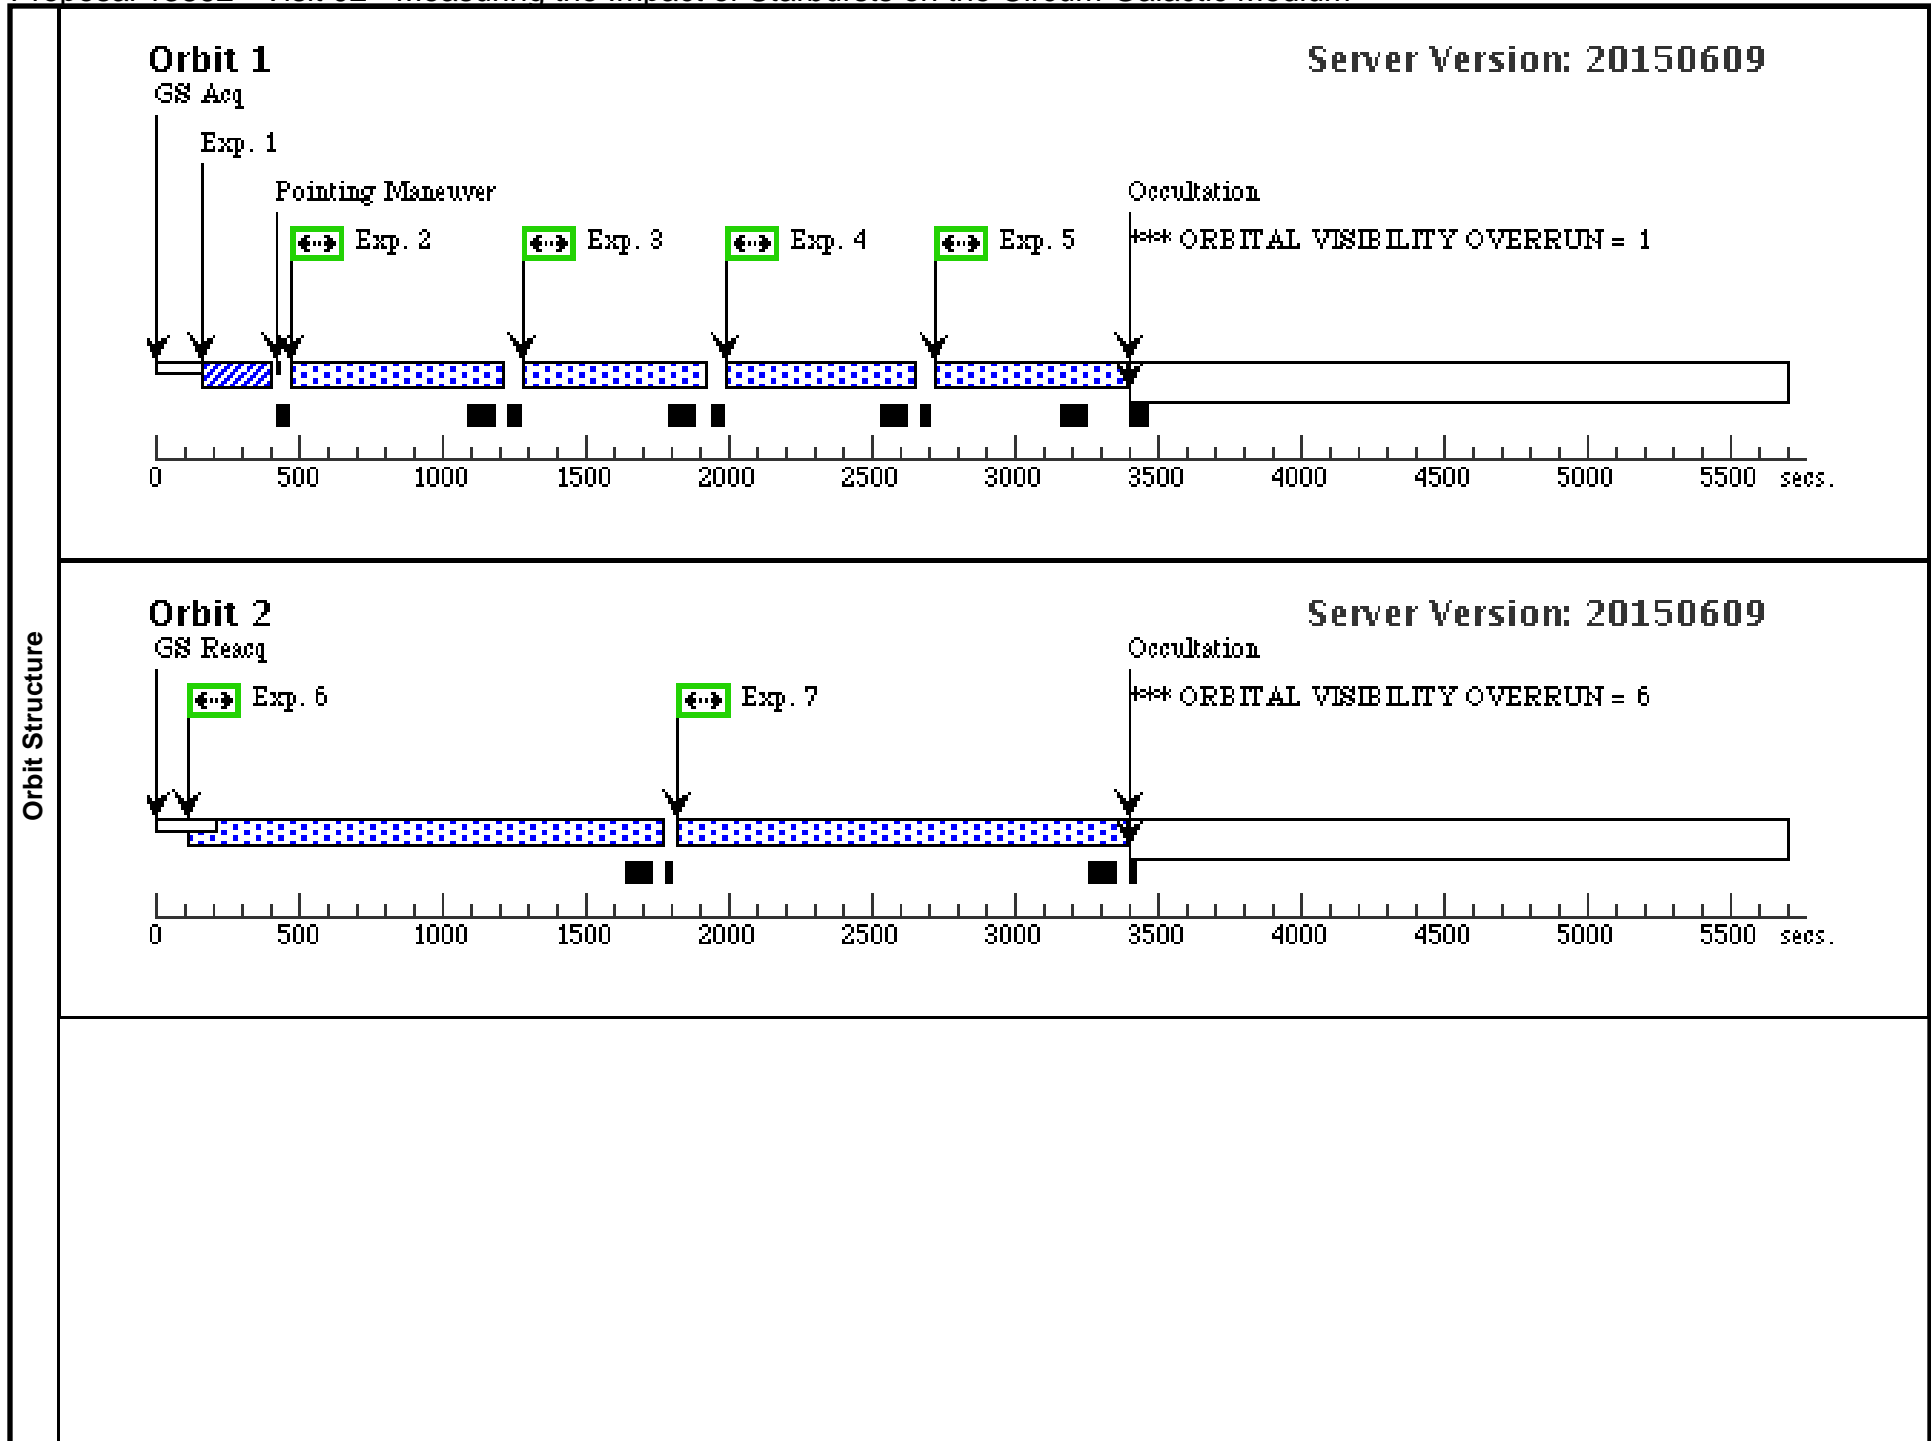 Orbit Structure
Orbit 1
Server Version: 20150609
GS Acq
Exp. 1
Pointing Maneuver
Occultation
Exp. 2
Exp. 3
Exp. 4
Exp. 5
*** ORBITAL VISIBILITY OVERRUN = 1
0 500 1000 1500 2000 2500 3000 3500 4000 4500 5000 5500 secs.
Orbit 2
Server Version: 20150609
GS Reacq
Occultation
Exp. 6
Exp. 7
*** ORBITAL VISIBILITY OVERRUN = 6
0 500 1000 1500 2000 2500 3000 3500 4000 4500 5000 5500 secs.